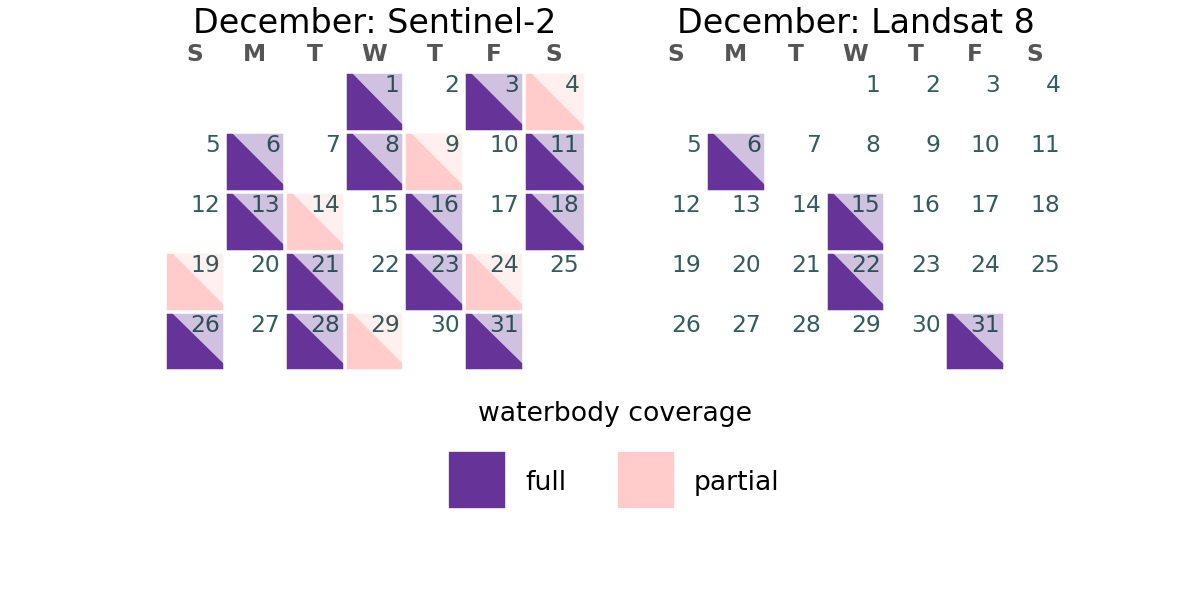 December: Sentinel-2
S M T W T F S
1 2 3 4
5 6 7 8 9 10 11
12 13 14 15 16 17 18
19 20 21 22 23 24 25
26 27 28 29 30 31
December: Landsat 8
S M T W T F S
1 2 3 4
5 6 7 8 9 10 11
12 13 14 15 16 17 18
19 20 21 22 23 24 25
26 27 28 29 30 31
waterbody coverage
full partial